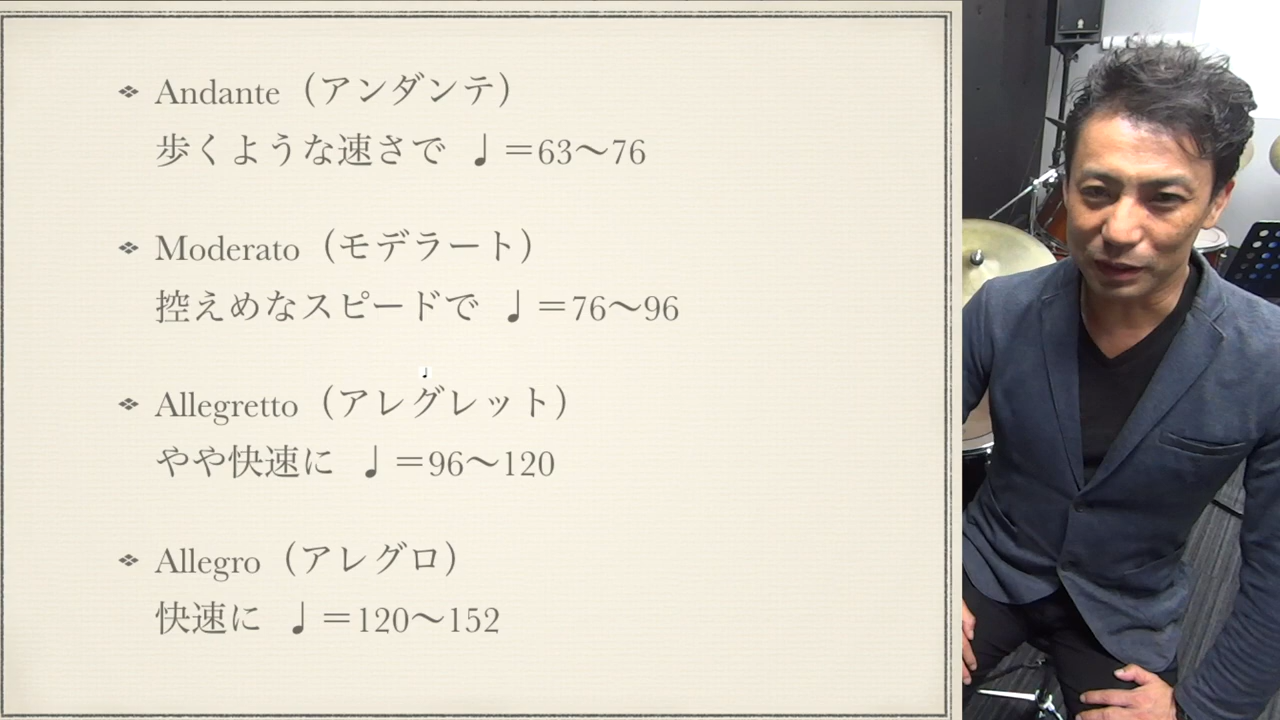 Andante（アンダンテ）
歩くような速さで ♩＝63〜76
Moderato（モデラート）
控えめなスピードで ♩＝76〜96
Allegretto（アレグレット）
やや快速に ♩＝96〜120
Allegro（アレグロ）
快速に ♩＝120〜152